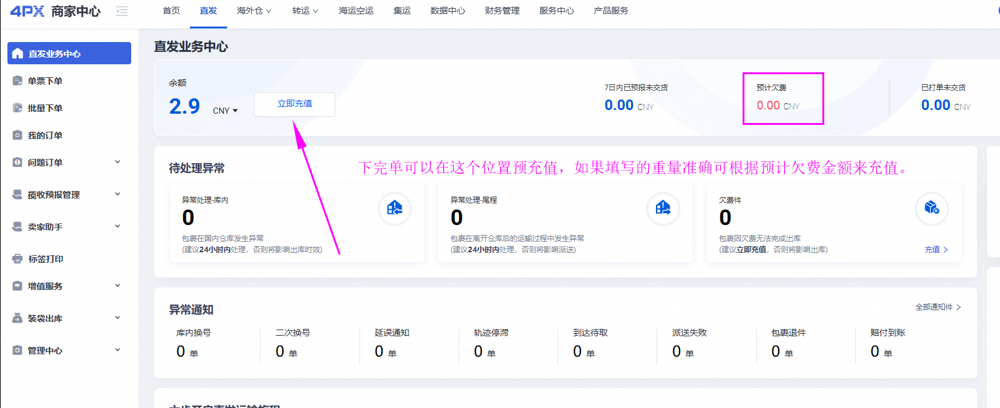 4PX 商家中心
首页 直发 海外仓 转运 海运空运 集运 数据中心 财务管理 服务中心 产品服务
直发业务中心
单票下单
批量下单
我的订单
问题订单
揽收预报管理
卖家助手
标签打印
增值服务
装袋出库
管理中心
直发业务中心
余额
2.9 CNY
立即充值
7日内已预报未交货
0.00 CNY
预计欠费
0.00 CNY
已打单未交货
0.00 CNY
待处理异常
下完单可以在这个位置预充值，如果填写的重量准确可根据预计欠费金额来充值。
异常处理-库内
0
包裹在国内仓库发生异常
(建议24小时内处理，否则将影响出库时效)
异常处理-尾程
0
包裹在离开仓库后的运输过程中发生异常
(建议24小时内处理，否则将影响派送)
欠费件
0
包裹因欠费无法完成出库
(建议立即充值，否则将影响出库)
充值
异常通知
全部通知件
库内换号
0 单
二次换号
0 单
延误通知
0 单
轨迹停滞
0 单
到达待取
0 单
派送失败
0 单
包裹退件
0 单
赔付到账
0 单